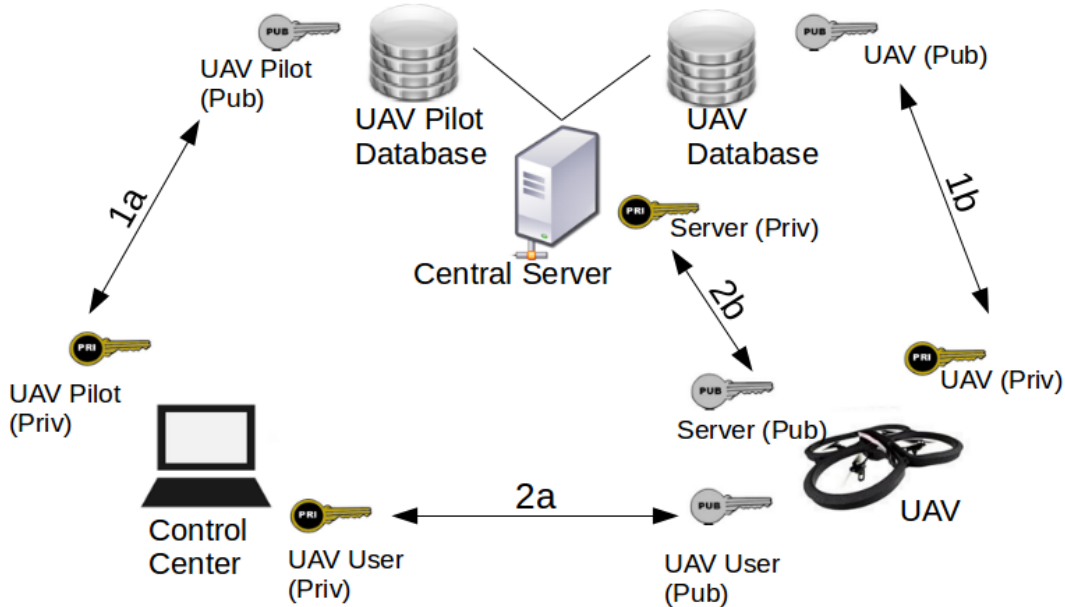 PUB
PUB
UAV Pilot
(Pub)
UAV (Pub)
UAV Pilot
Database
UAV
Database
1a
1b
PRI
Server (Priv)
Central Server
2b
PRI
UAV Pilot
(Priv)
PRI
UAV (Priv)
PUB
Server (Pub)
2a
PRI
PUB
UAV
Control
Center
UAV User
(Priv)
UAV User
(Pub)